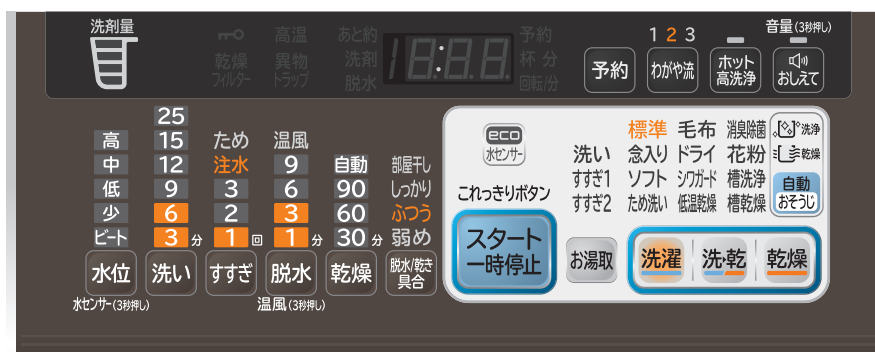 洗剤量
高温
あと約
予約
乾燥
フィルター
異物
トラップ
洗剤
脱水
18:8.8.
杯 分
回転/分
1 2 3
音量(3秒押し)
予約
わがや流
ホット
高洗浄
おしえて
25
高 15 ため 温風
中 12 注水 9 自動 部屋干し
低 9 3 6 90 しっかり
少 6 2 3 60 ふつう
ビート 3分 1回 1分 30分 弱め
水位
洗い
すすぎ
脱水
乾燥
脱水/乾き
具合
水センサー(3秒押し)
温風(3秒押し)
eco
水センサー
これっきりボタン
スタート
一時停止
洗い
すすぎ1
すすぎ2
標準 毛布 消臭除菌
念入り ドライ 花粉
ソフト シワガード 槽洗浄
ため洗い 低温乾燥 槽乾燥
洗浄
乾燥
自動
おそうじ
お湯取
洗濯
洗・乾
乾燥